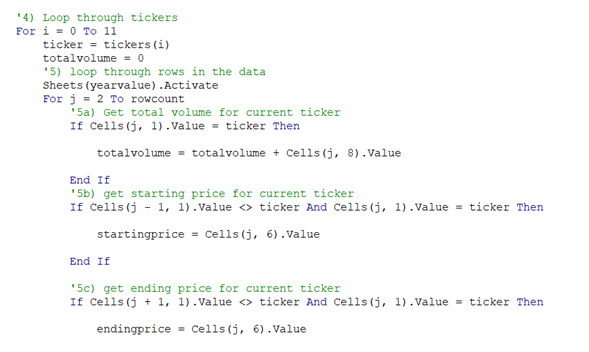 '4) Loop through tickers
For i = 0 To 11
ticker = tickers(i)
totalvolume = 0
'5) loop through rows in the data
Sheets(yearvalue).Activate
For j = 2 To rowcount
'5a) Get total volume for current ticker
If Cells(j, 1).Value = ticker Then
totalvolume = totalvolume + Cells(j, 8).Value
End If
'5b) get starting price for current ticker
If Cells(j - 1, 1).Value <> ticker And Cells(j, 1).Value = ticker Then
startingprice = Cells(j, 6).Value
End If
'5c) get ending price for current ticker
If Cells(j + 1, 1).Value <> ticker And Cells(j, 1).Value = ticker Then
endingprice = Cells(j, 6).Value